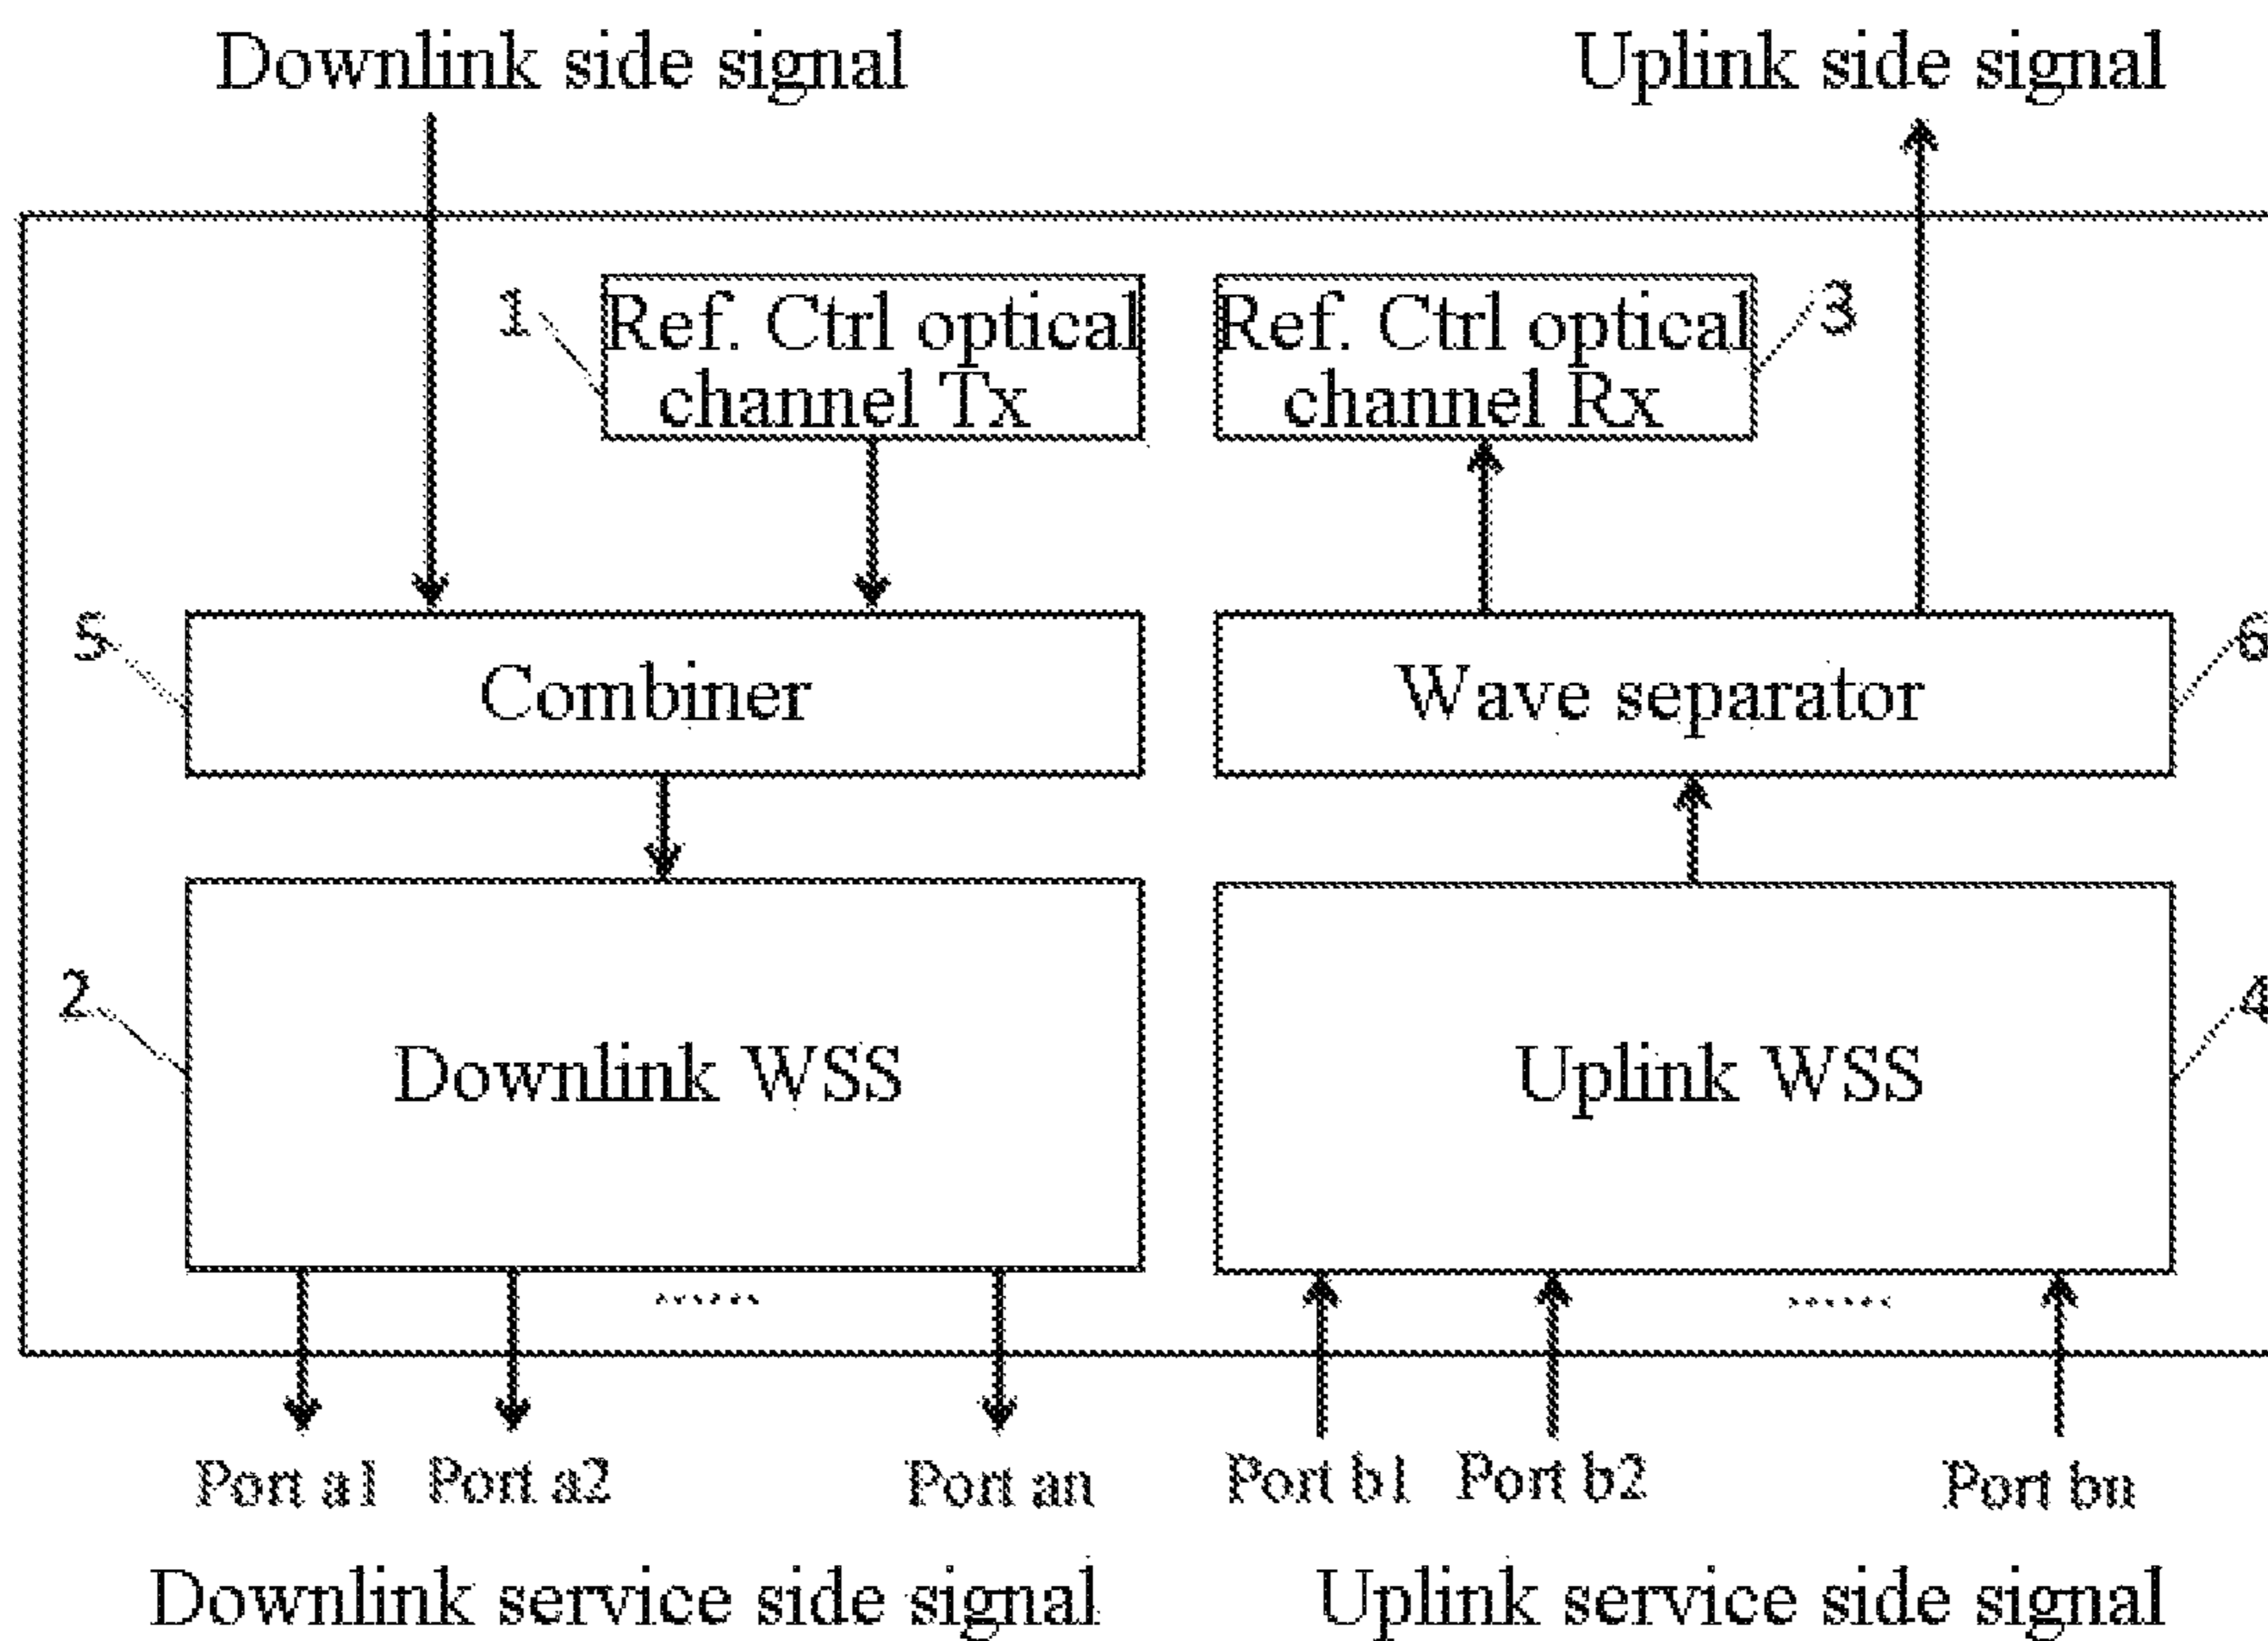 Downlink side signal
Uplink side signal
1
Ref. Ctrl optical
channel Tx
Ref. Ctrl optical
channel Rx
3
5
Combiner
Wave separator
6
2
Downlink WSS
Uplink WSS
4
......
......
Port a1
Port a2
Port an
Port b1
Port b2
Port bn
Downlink service side signal
Uplink service side signal